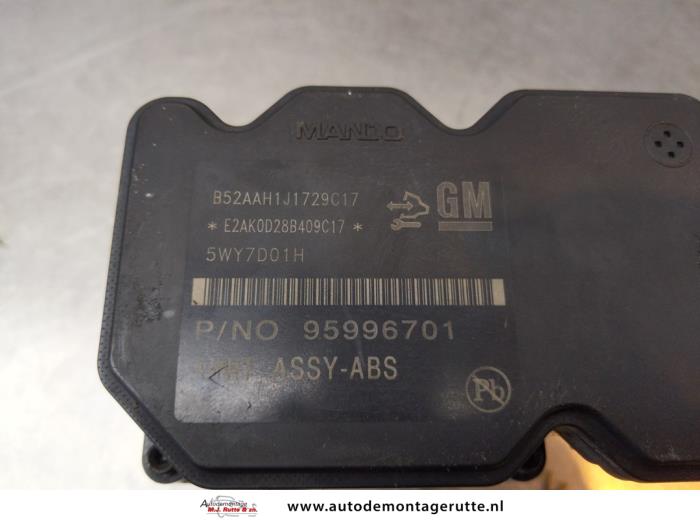 MANDO
B52AAH1J1729C17
* E2AK0D28B409C17 *
GM
5WY7D01H
P/NO 95996701
ASSY-ABS
Pb
Autodemontage
M.J. Rutte & zn.
www.autodemontagerutte.nl